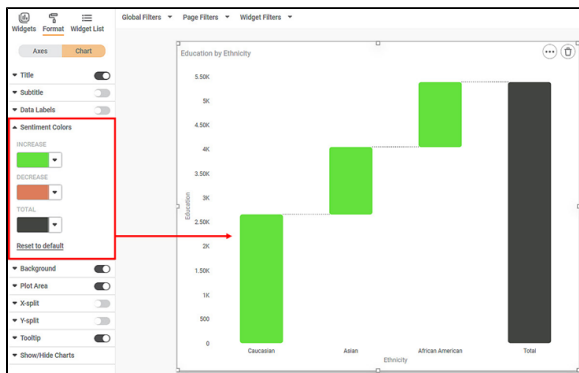 Widgets Format Widget List
Global Filters Page Filters Widget Filters
Axes Chart
Title
Subtitle
Data Labels
Sentiment Colors
INCREASE
DECREASE
TOTAL
Reset to default
Background
Plot Area
X-split
Y-split
Tooltip
Show/Hide Charts
Education by Ethnicity
5.50K
5K
4.50K
4K
3.50K
3K
2.50K
2K
1.50K
1K
500
0
Education
Caucasian Asian African American Total
Ethnicity